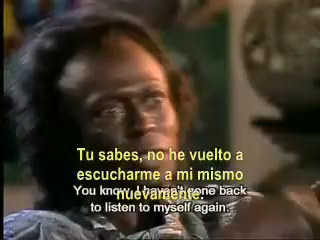 Tu sabes, no he vuelto a
escucharme a mi mismo
nuevamente.
You know, I haven't gone back
to listen to myself again.